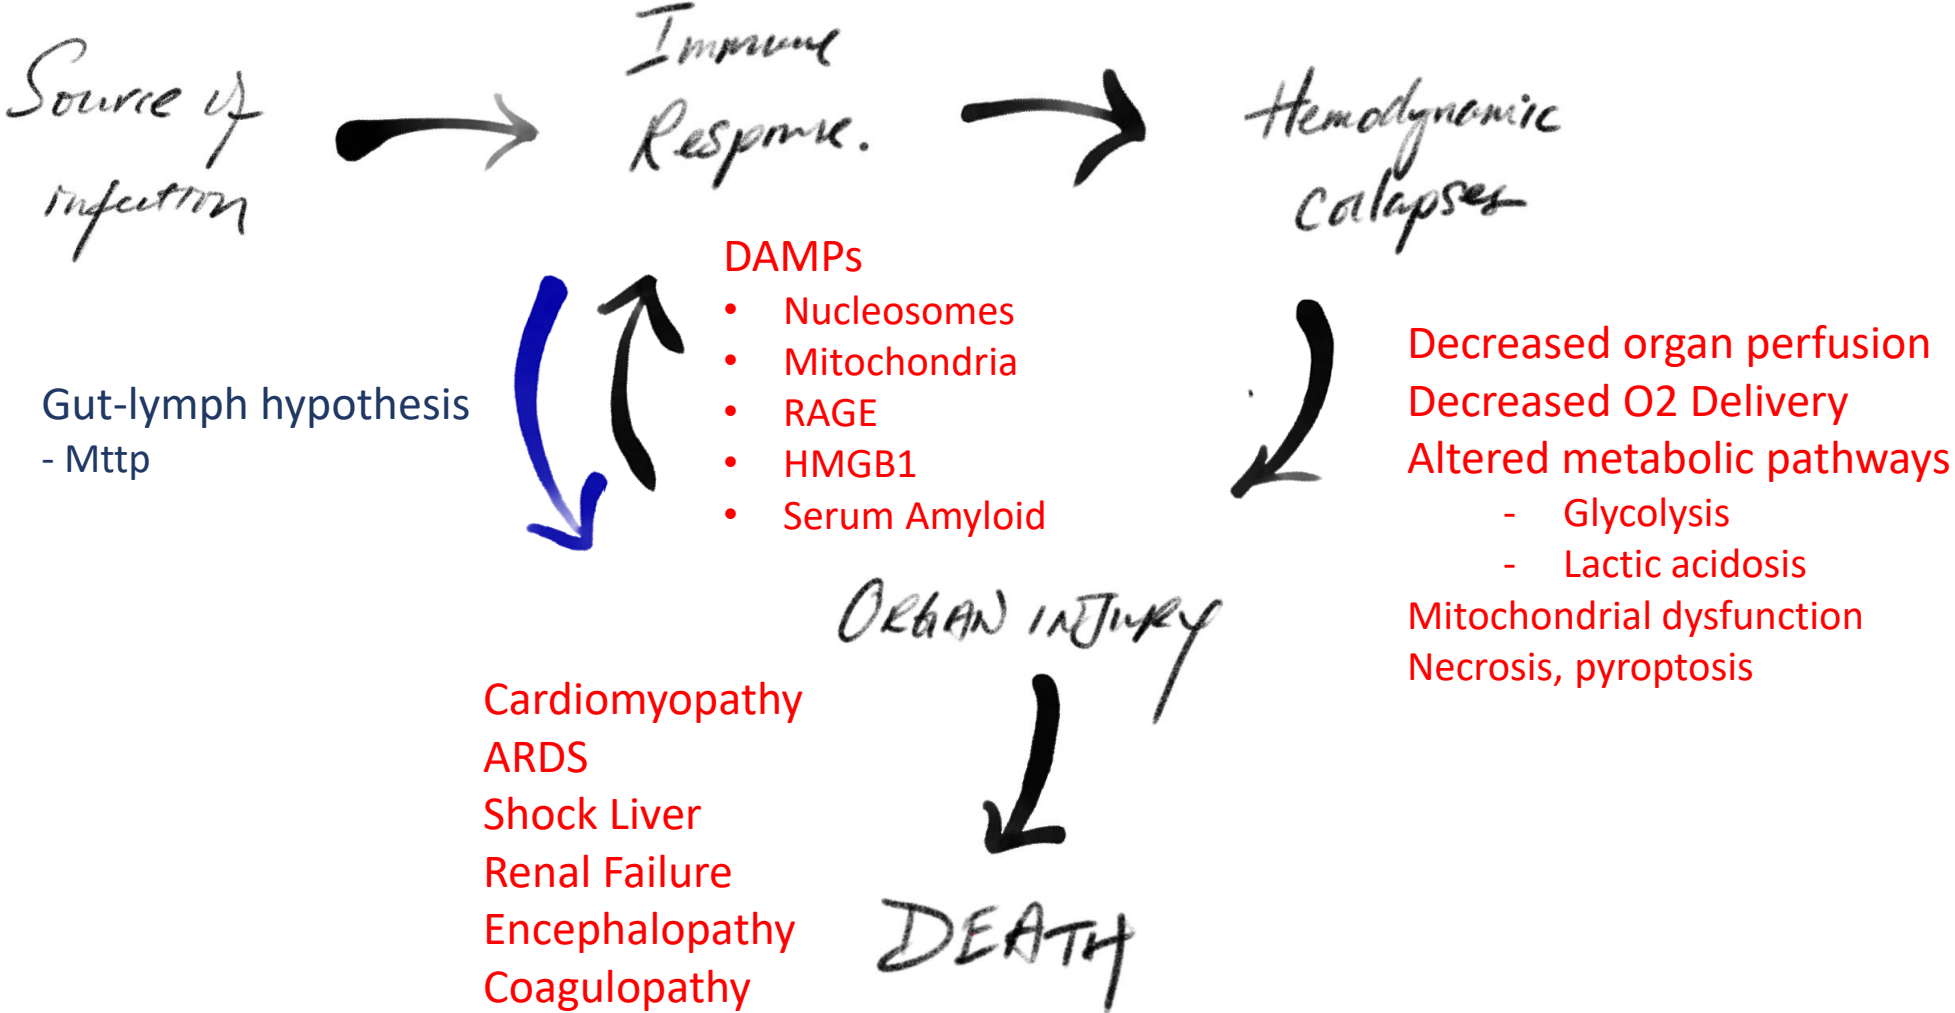 Source of
infection
Immune
Response.
Hemodynamic
Collapses
DAMPs
• Nucleosomes
• Mitochondria
• RAGE
• HMGB1
• Serum Amyloid
Gut-lymph hypothesis
- Mttp
Decreased organ perfusion
Decreased O2 Delivery
Altered metabolic pathways
- Glycolysis
- Lactic acidosis
Mitochondrial dysfunction
Necrosis, pyroptosis
ORGAN INJURY
Cardiomyopathy
ARDS
Shock Liver
Renal Failure
Encephalopathy
Coagulopathy
DEATH